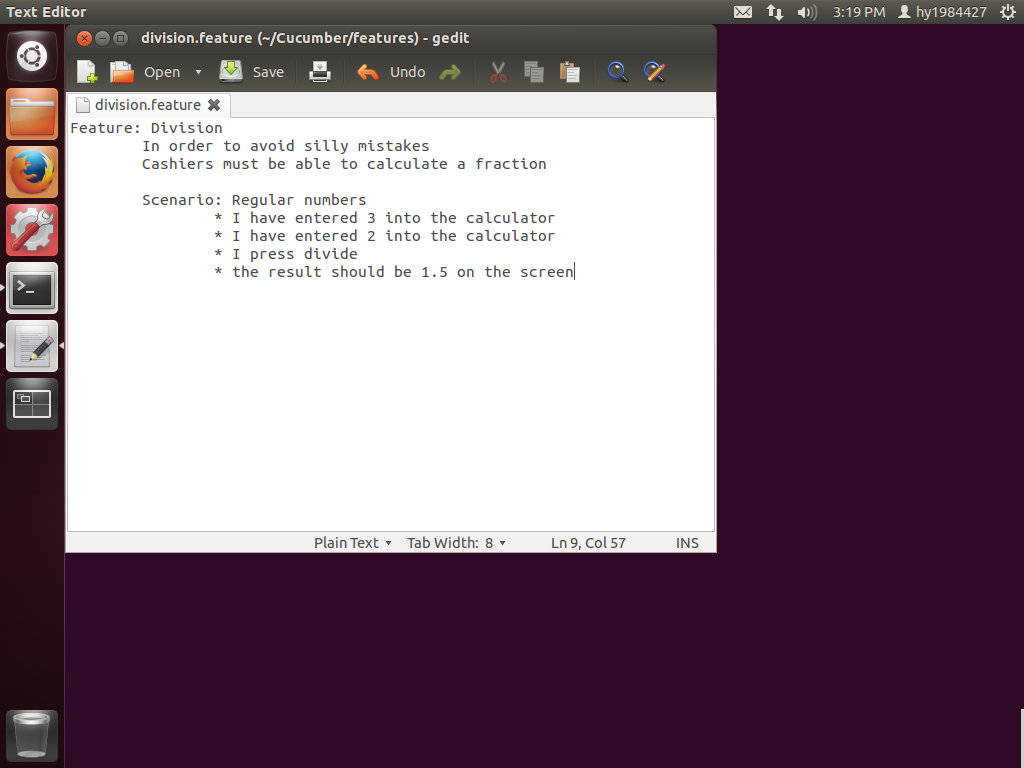 Text Editor
3:19 PM
hy1984427
division.feature (~/Cucumber/features) - gedit
Open
Save
Undo
division.feature
Feature: Division
In order to avoid silly mistakes
Cashiers must be able to calculate a fraction
Scenario: Regular numbers
* I have entered 3 into the calculator
* I have entered 2 into the calculator
* I press divide
* the result should be 1.5 on the screen
>_
Plain Text
Tab Width: 8
Ln 9, Col 57
INS